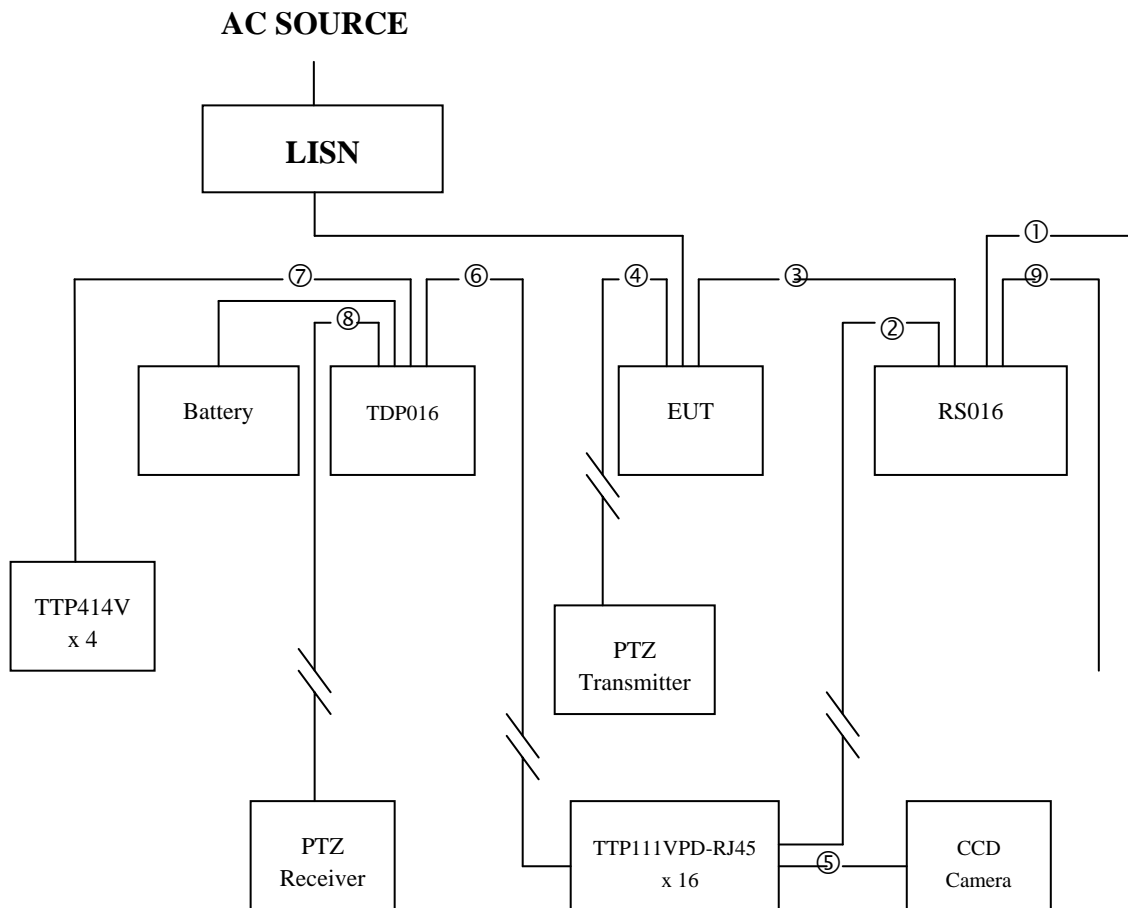 AC SOURCE
LISN
①
⑦
⑥
④
③
⑨
⑧
②
Battery
TDP016
EUT
RS016
TTP414V
x 4
PTZ
Transmitter
PTZ
Receiver
TTP111VPD-RJ45
x 16
⑤
CCD
Camera